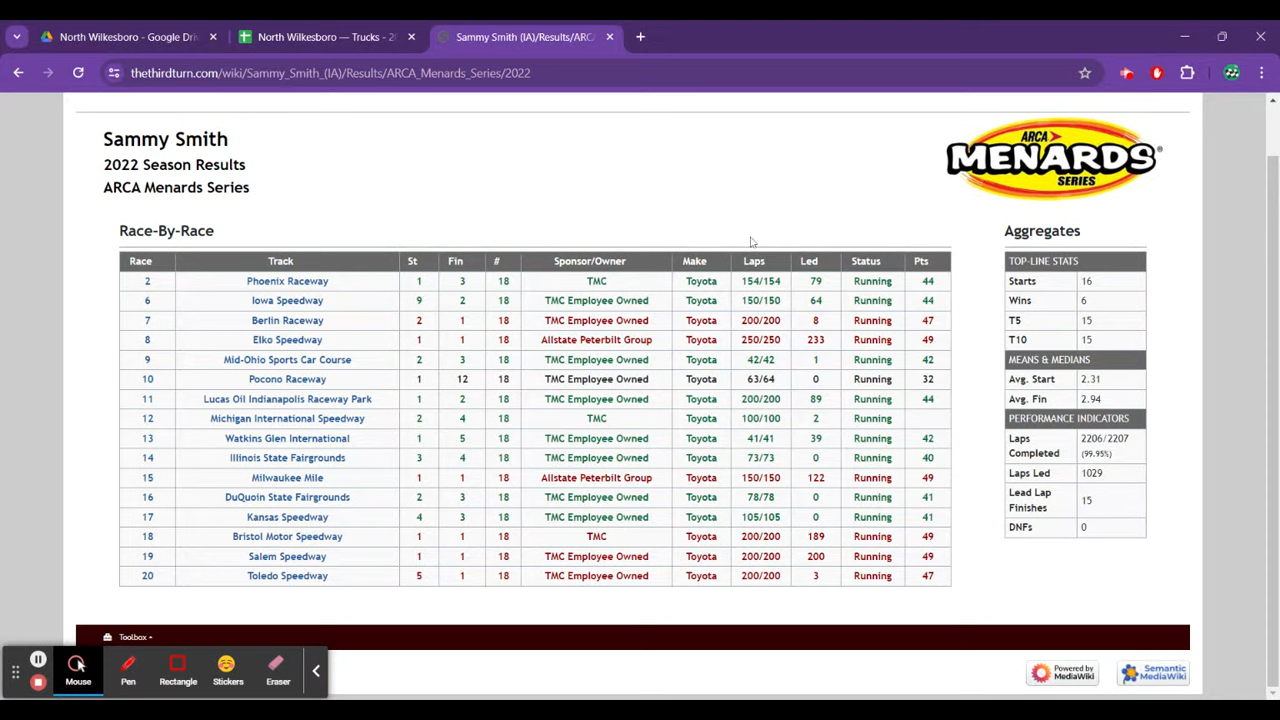 North Wilkesboro - Google Driv
North Wilkesboro — Trucks - 20
Sammy Smith (IA)/Results/ARCA
thethirdturn.com/wiki/Sammy_Smith_(IA)/Results/ARCA_Menards_Series/2022
Sammy Smith
2022 Season Results
ARCA Menards Series
ARCA
MENARDS®
SERIES
Race-By-Race
Race Track St Fin # Sponsor/Owner Make Laps Led Status Pts
2 Phoenix Raceway 1 3 18 TMC Toyota 154/154 79 Running 44
6 Iowa Speedway 9 2 18 TMC Employee Owned Toyota 150/150 64 Running 44
7 Berlin Raceway 2 1 18 TMC Employee Owned Toyota 200/200 8 Running 47
8 Elko Speedway 1 1 18 Allstate Peterbilt Group Toyota 250/250 233 Running 49
9 Mid-Ohio Sports Car Course 2 3 18 TMC Employee Owned Toyota 42/42 1 Running 42
10 Pocono Raceway 1 12 18 TMC Employee Owned Toyota 63/64 0 Running 32
11 Lucas Oil Indianapolis Raceway Park 1 2 18 TMC Employee Owned Toyota 200/200 89 Running 44
12 Michigan International Speedway 2 4 18 TMC Toyota 100/100 2 Running
13 Watkins Glen International 1 5 18 TMC Employee Owned Toyota 41/41 39 Running 42
14 Illinois State Fairgrounds 3 4 18 TMC Employee Owned Toyota 73/73 0 Running 40
15 Milwaukee Mile 1 1 18 Allstate Peterbilt Group Toyota 150/150 122 Running 49
16 DuQuoin State Fairgrounds 2 3 18 TMC Employee Owned Toyota 78/78 0 Running 41
17 Kansas Speedway 4 3 18 TMC Employee Owned Toyota 105/105 0 Running 41
18 Bristol Motor Speedway 1 1 18 TMC Toyota 200/200 189 Running 49
19 Salem Speedway 1 1 18 TMC Employee Owned Toyota 200/200 200 Running 49
20 Toledo Speedway 5 1 18 TMC Employee Owned Toyota 200/200 3 Running 47
Aggregates
TOP-LINE STATS
Starts 16
Wins 6
T5 15
T10 15
MEANS & MEDIANS
Avg. Start 2.31
Avg. Fin 2.94
PERFORMANCE INDICATORS
Laps 2206/2207
Completed (99.95%)
Laps Led 1029
Lead Lap
Finishes 15
DNFs 0
Toolbox
Mouse Pen Rectangle Stickers Eraser
Powered by
MediaWiki
Semantic
MediaWiki